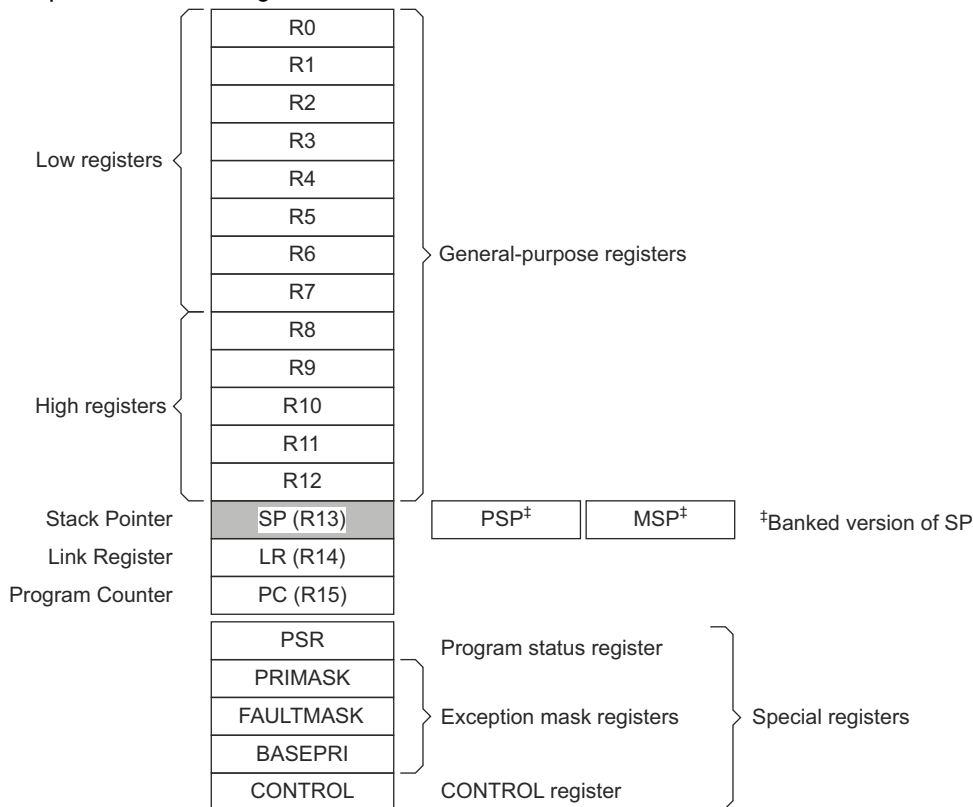 R0
R1
R2
R3
Low registers
R4
R5
R6
General-purpose registers
R7
R8
R9
High registers
R10
R11
R12
Stack Pointer SP (R13) PSP‡ MSP‡ ‡Banked version of SP
Link Register LR (R14)
Program Counter PC (R15)
PSR Program status register
PRIMASK
FAULTMASK Exception mask registers Special registers
BASEPRI
CONTROL CONTROL register